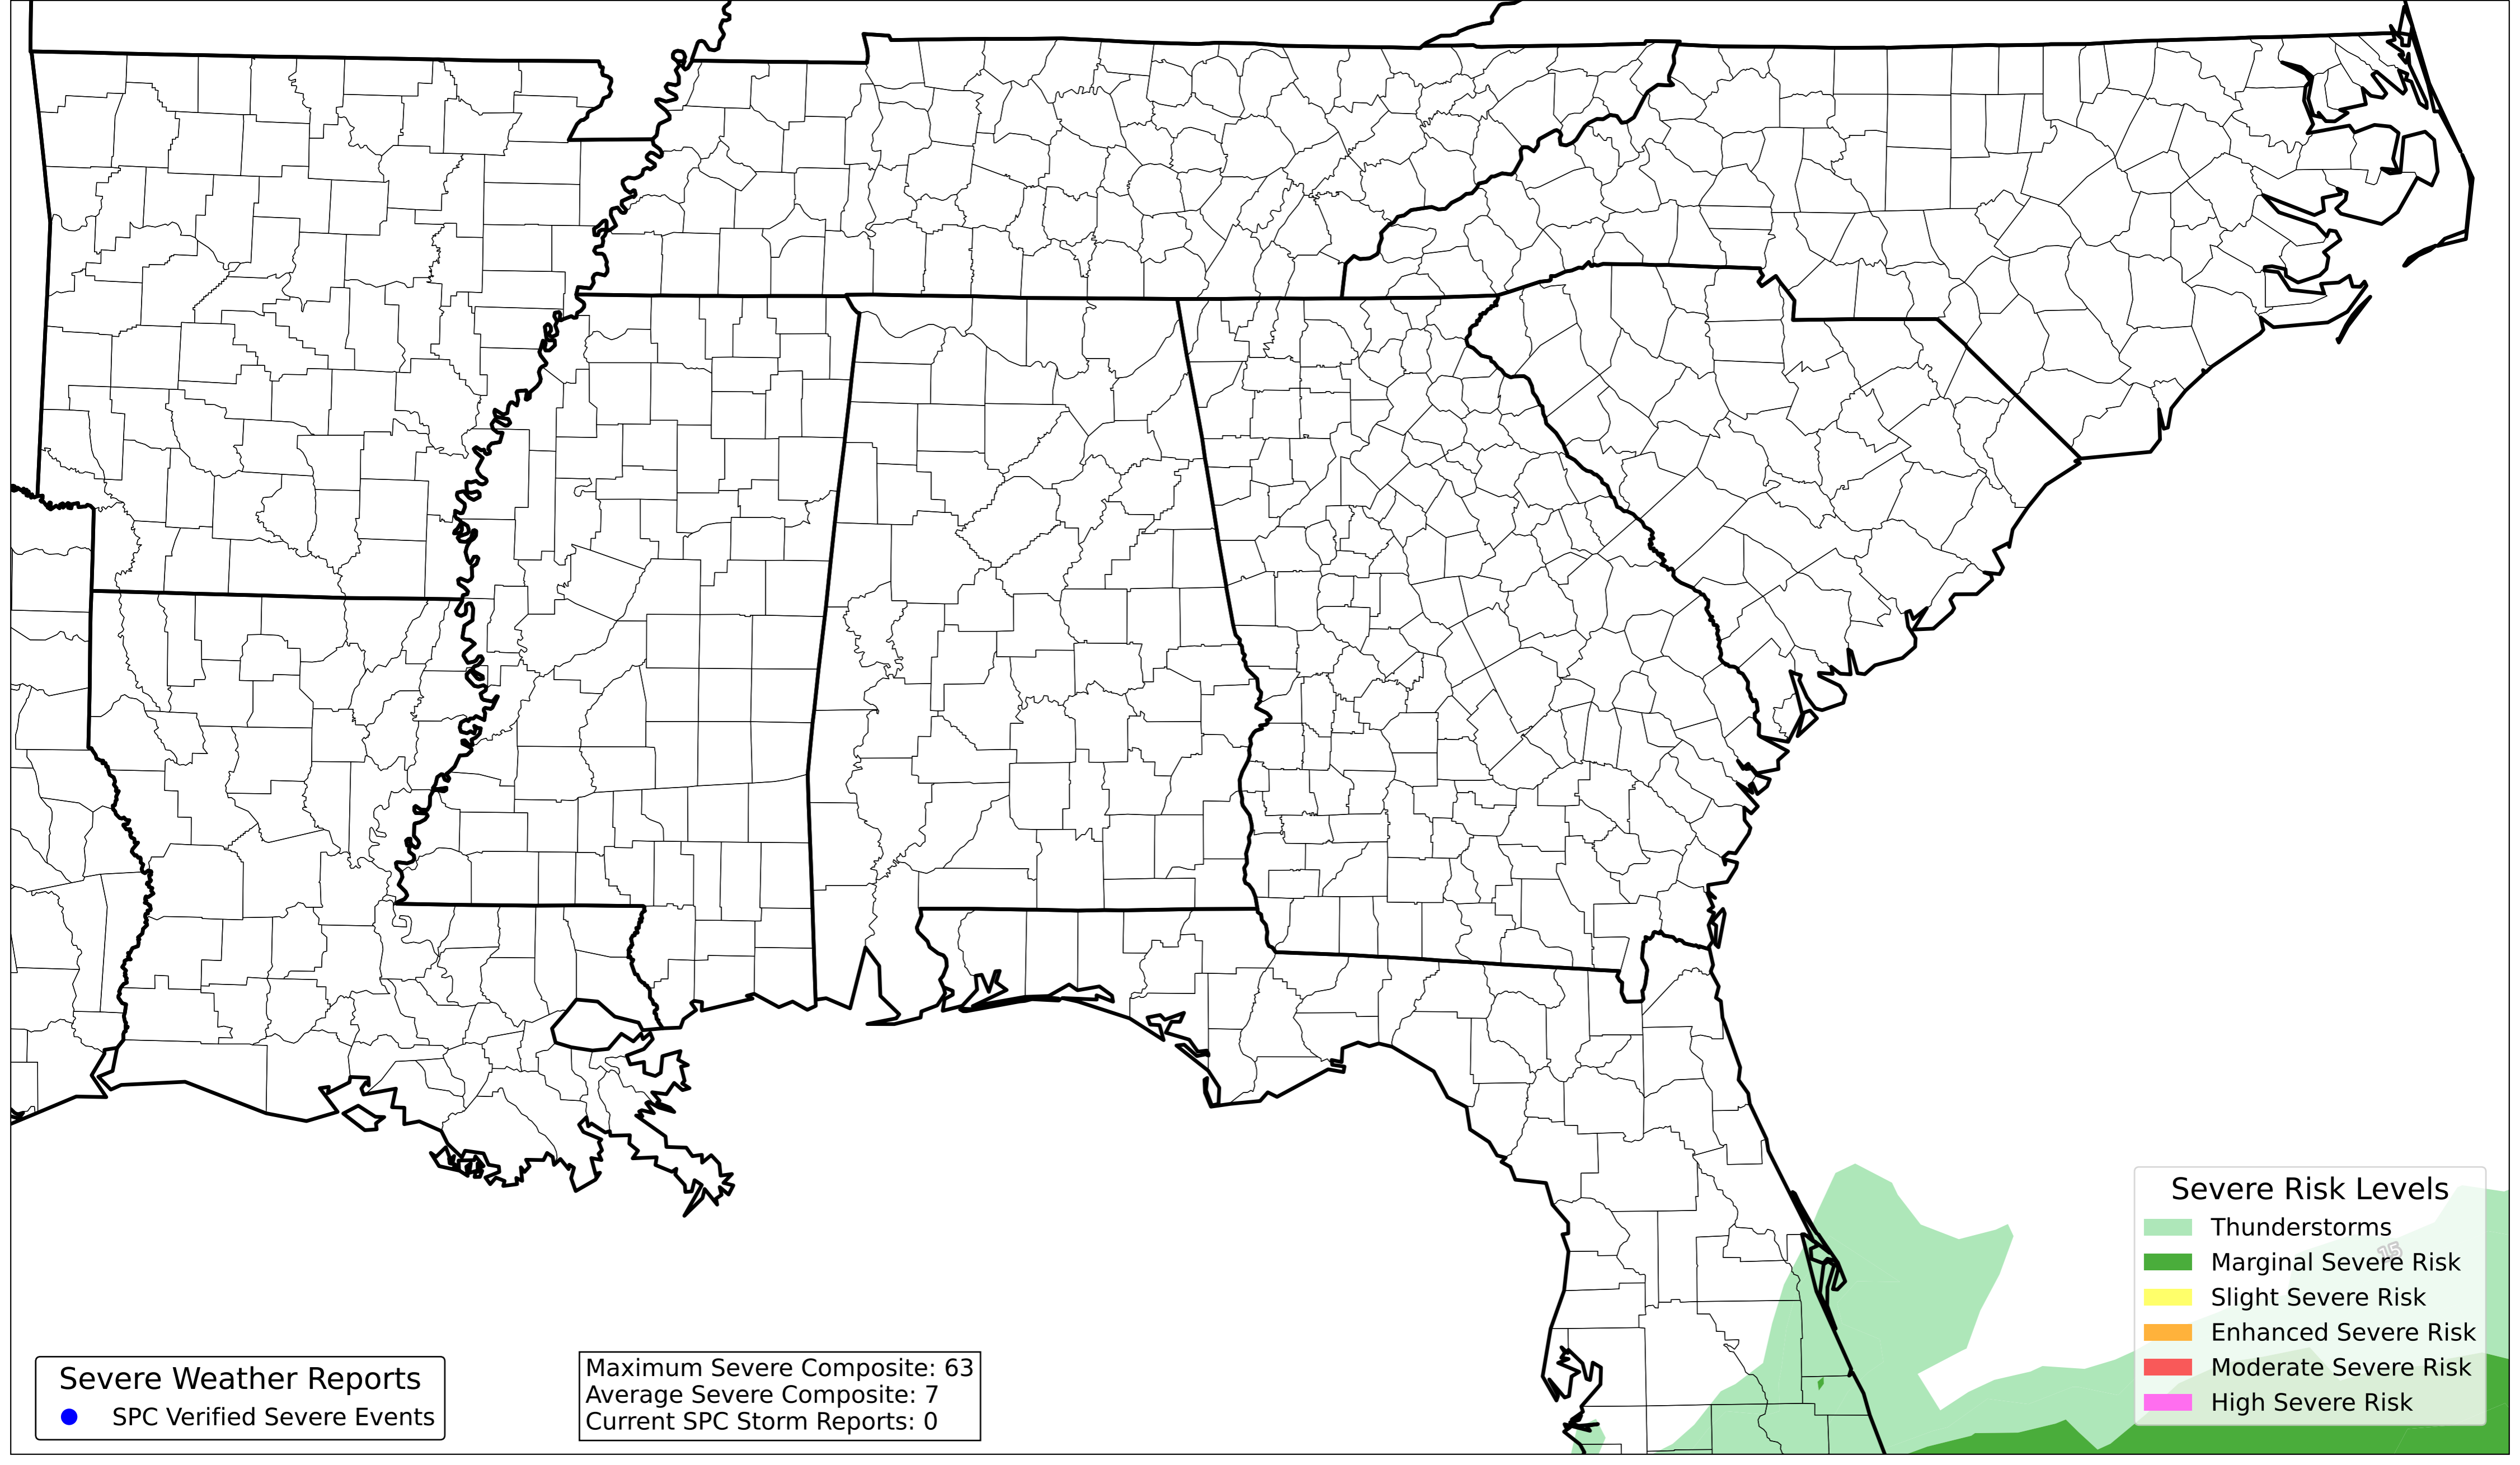 Severe Risk Levels
Thunderstorms
15
Marginal Severe Risk
Slight Severe Risk
Enhanced Severe Risk
Moderate Severe Risk
High Severe Risk
Severe Weather Reports
SPC Verified Severe Events
Maximum Severe Composite: 63
Average Severe Composite: 7
Current SPC Storm Reports: 0